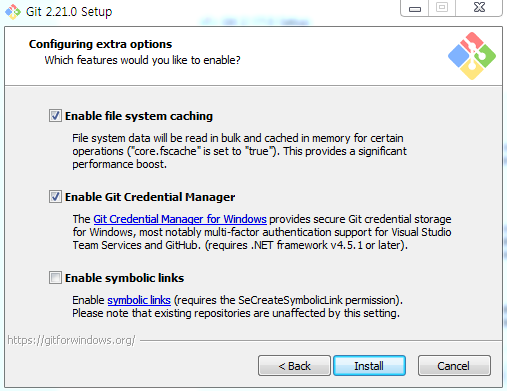 Git 2.21.0 Setup
Configuring extra options
Which features would you like to enable?
Enable file system caching
File system data will be read in bulk and cached in memory for certain
operations ("core.fscache" is set to "true"). This provides a significant
performance boost.
Enable Git Credential Manager
The Git Credential Manager for Windows provides secure Git credential storage
for Windows, most notably multi-factor authentication support for Visual Studio
Team Services and GitHub. (requires .NET framework v4.5.1 or later).
Enable symbolic links
Enable symbolic links (requires the SeCreateSymbolicLink permission).
Please note that existing repositories are unaffected by this setting.
https://gitforwindows.org/
< Back Install Cancel